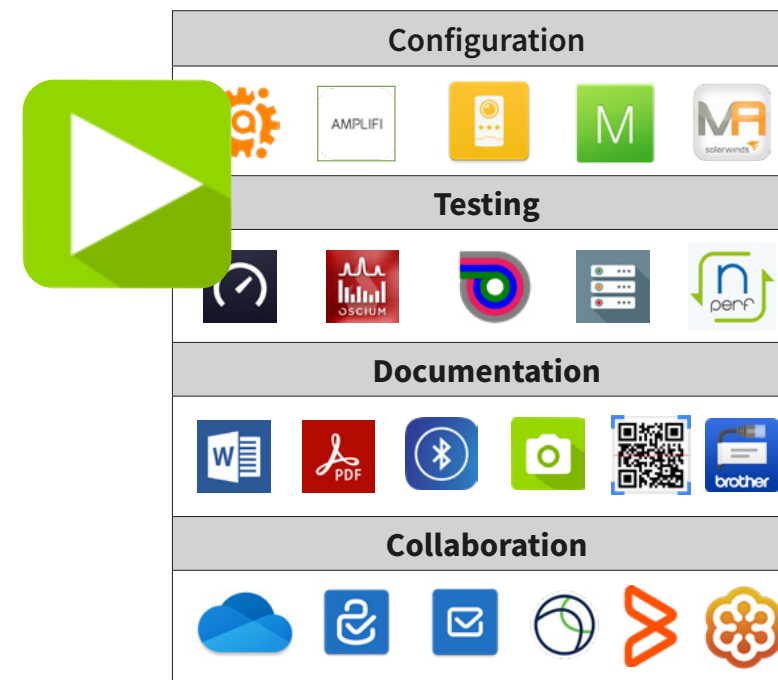 Configuration
AMPLIFI
M
MA
solarwinds
Testing
OSCIUM
n
perf
Documentation
W
PDF
brother
Collaboration